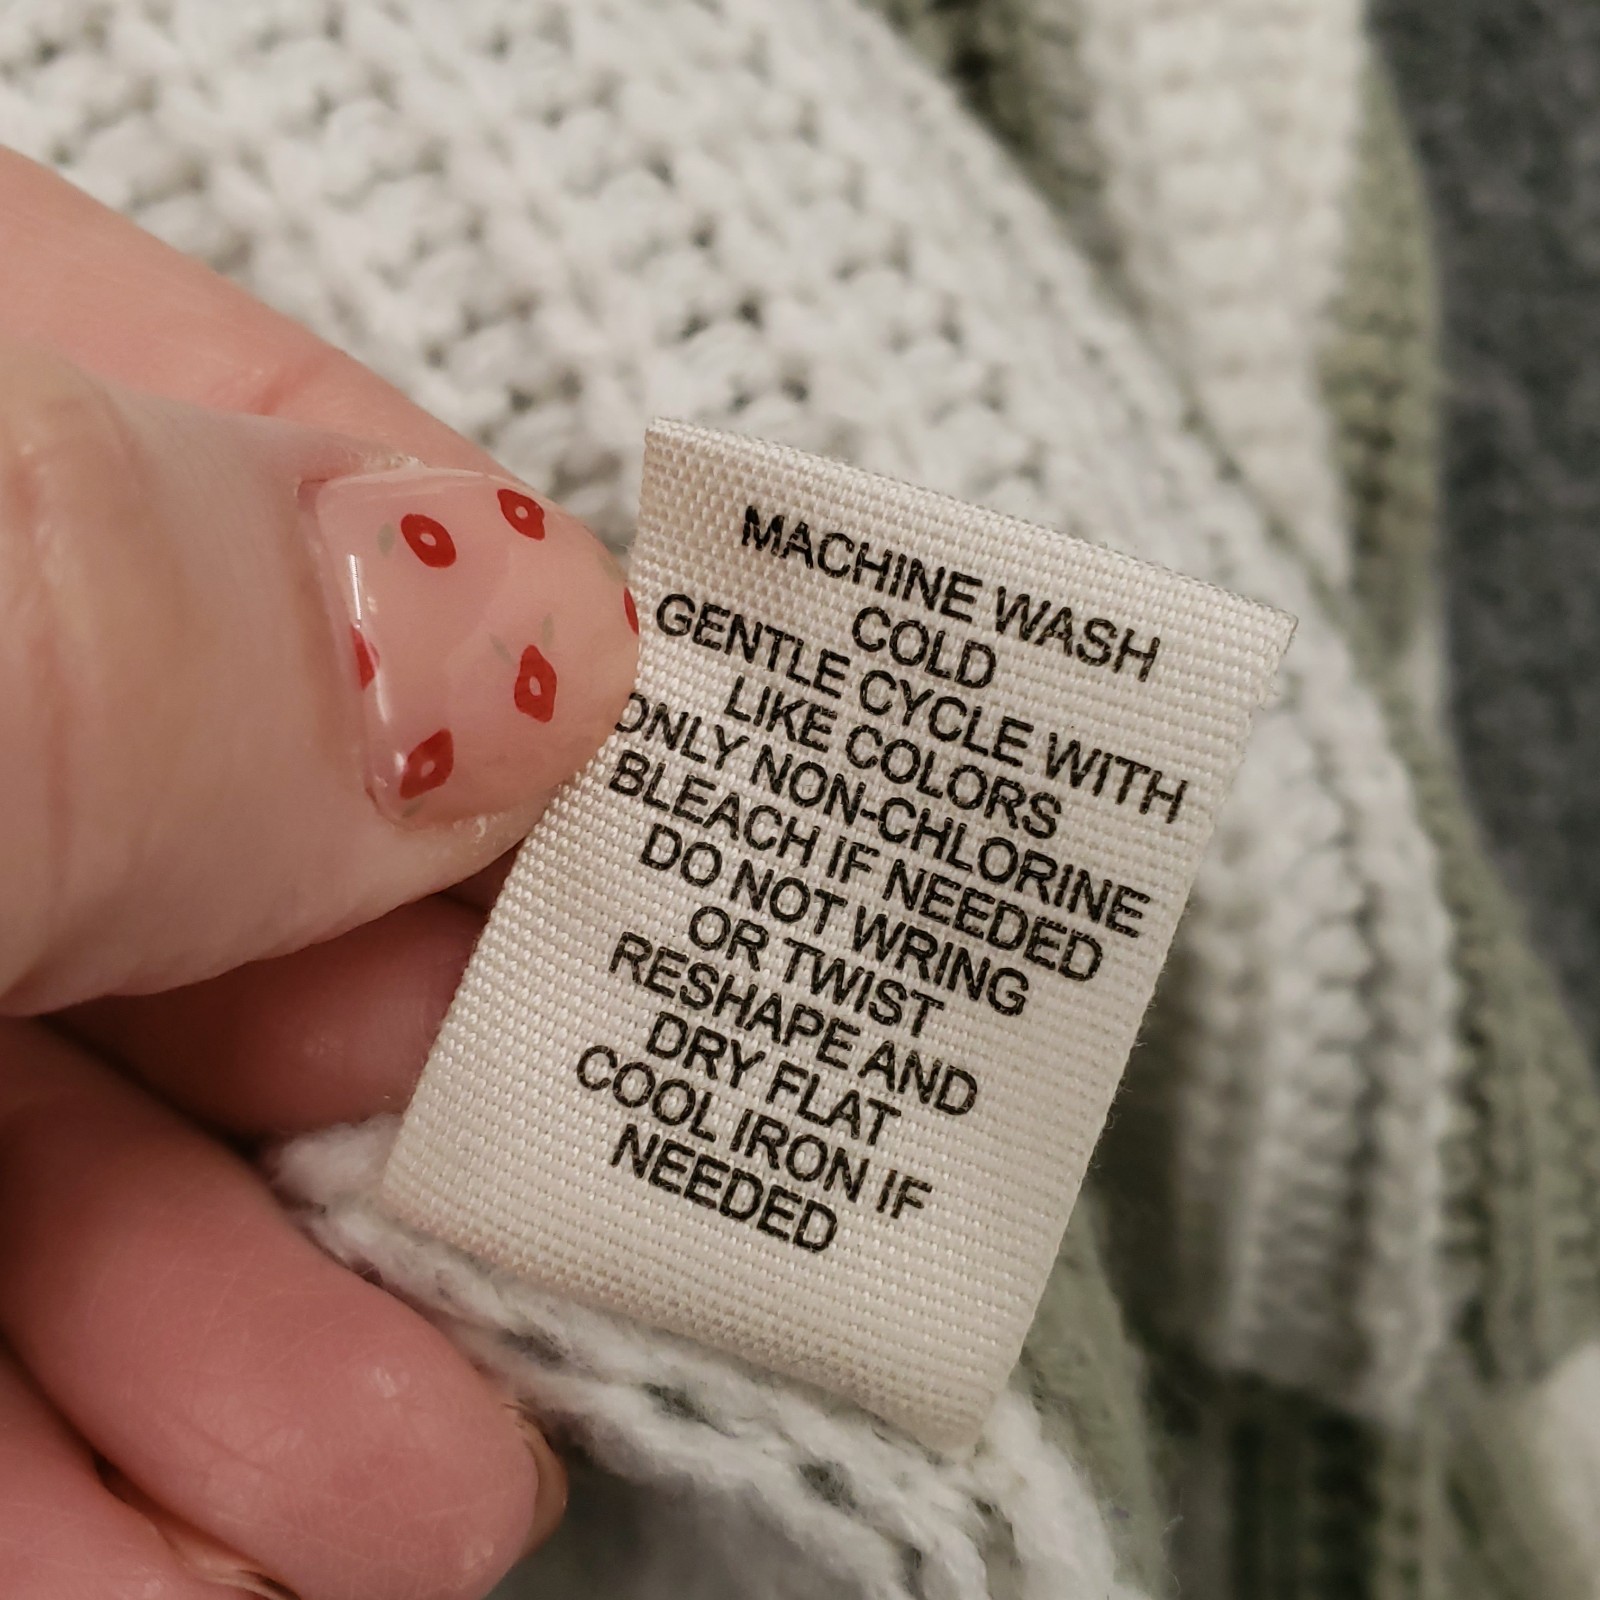 MACHINE WASH
COLD
GENTLE CYCLE WITH
LIKE COLORS
ONLY NON-CHLORINE
BLEACH IF NEEDED
DO NOT WRING
OR TWIST
RESHAPE AND
DRY FLAT
COOL IRON IF
NEEDED